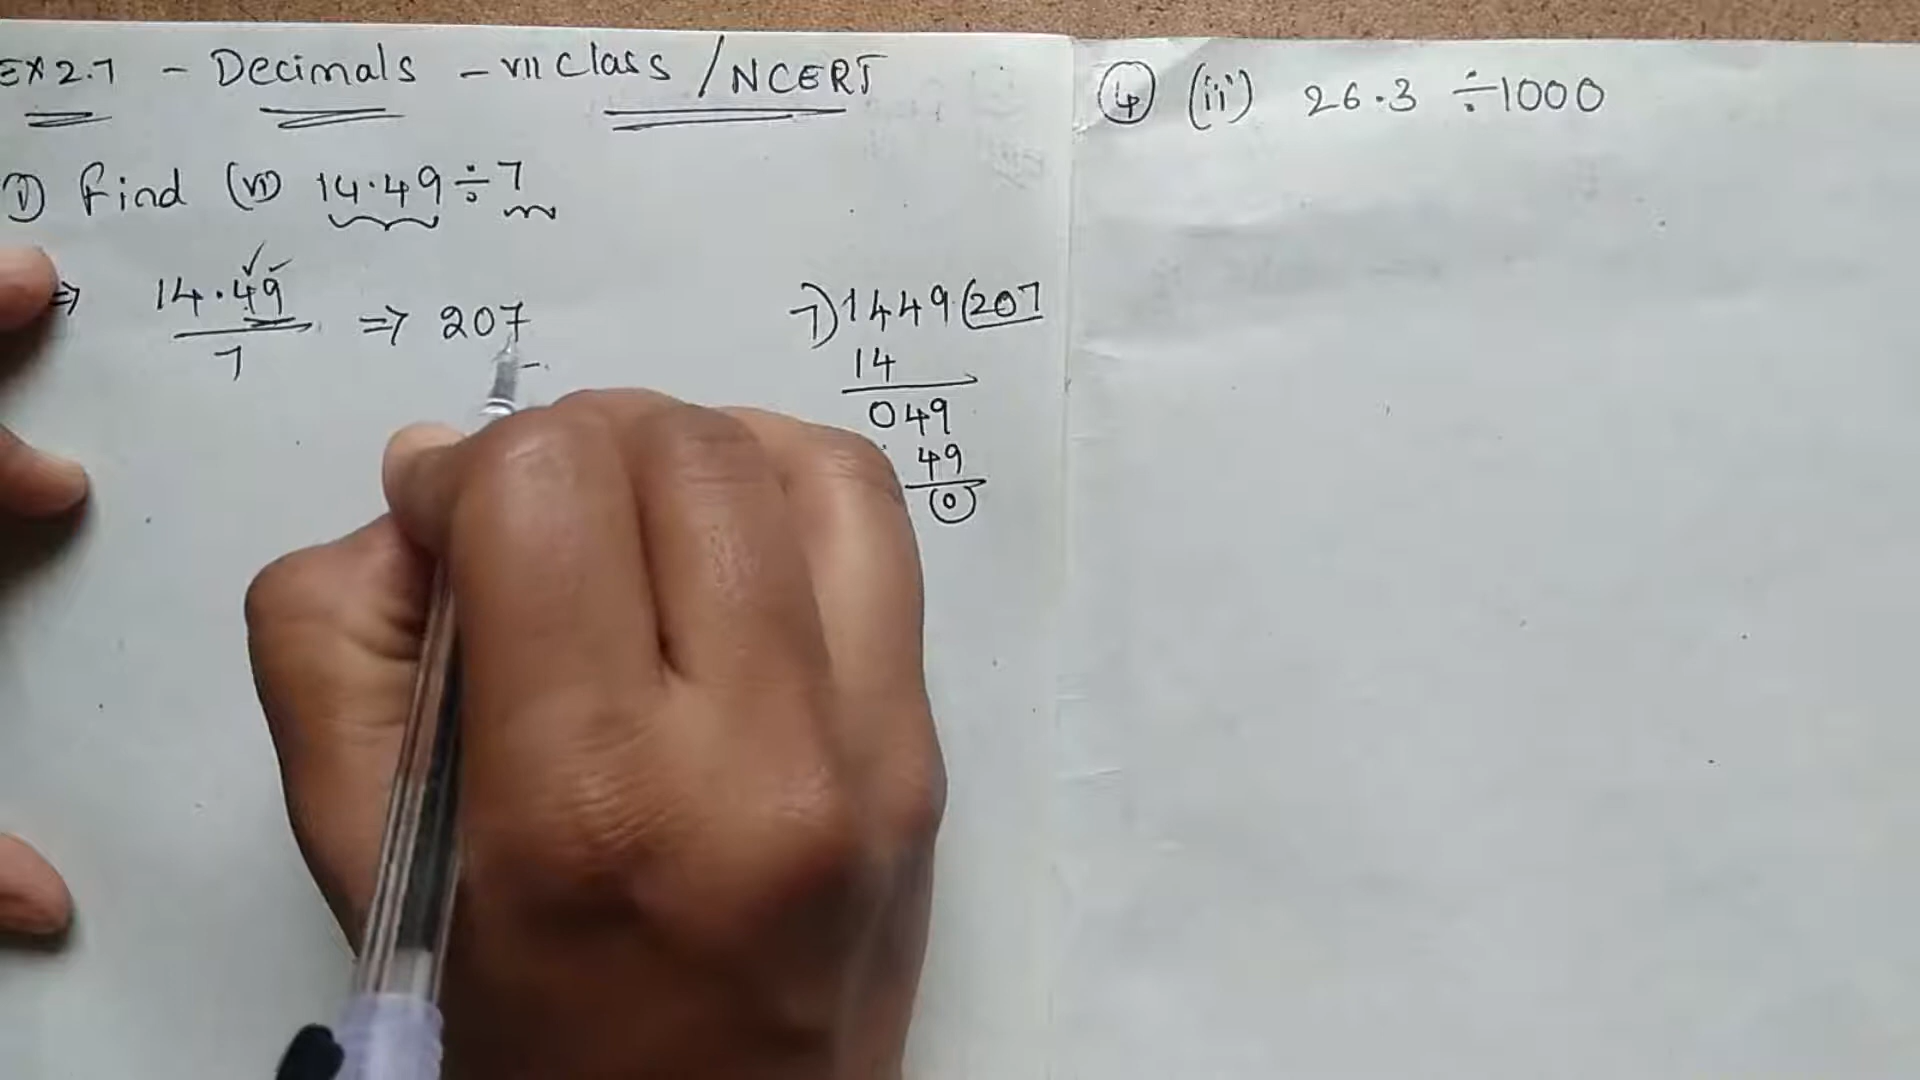 EX 2.7 - Decimals - VII Class / NCERT
① Find (vi) 14.49 ÷ 7
⇒ 14.49
7
⇒ 207
7)1449(207
14
049
49
0
④ (ii) 26.3 ÷ 1000